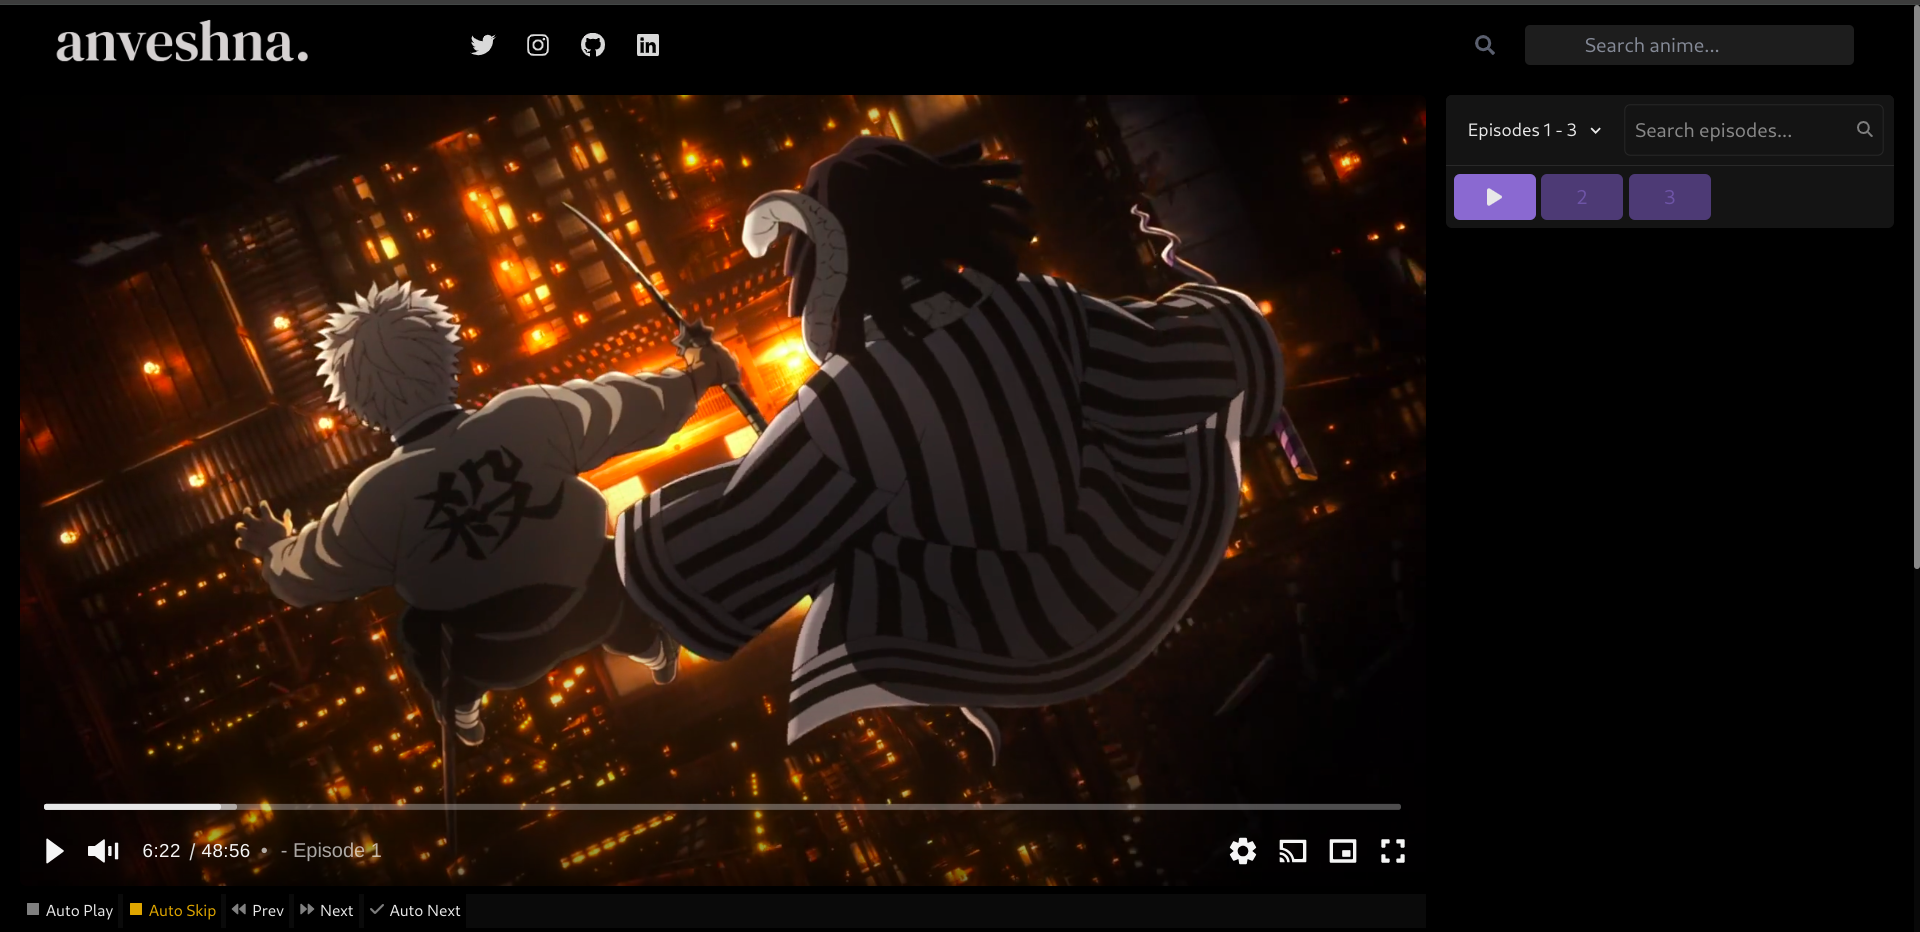 anveshna.
Search anime...
Episodes 1 - 3
Search episodes...
2
3
殺
6:22 / 48:56 • - Episode 1
Auto Play
Auto Skip
Prev
Next
Auto Next